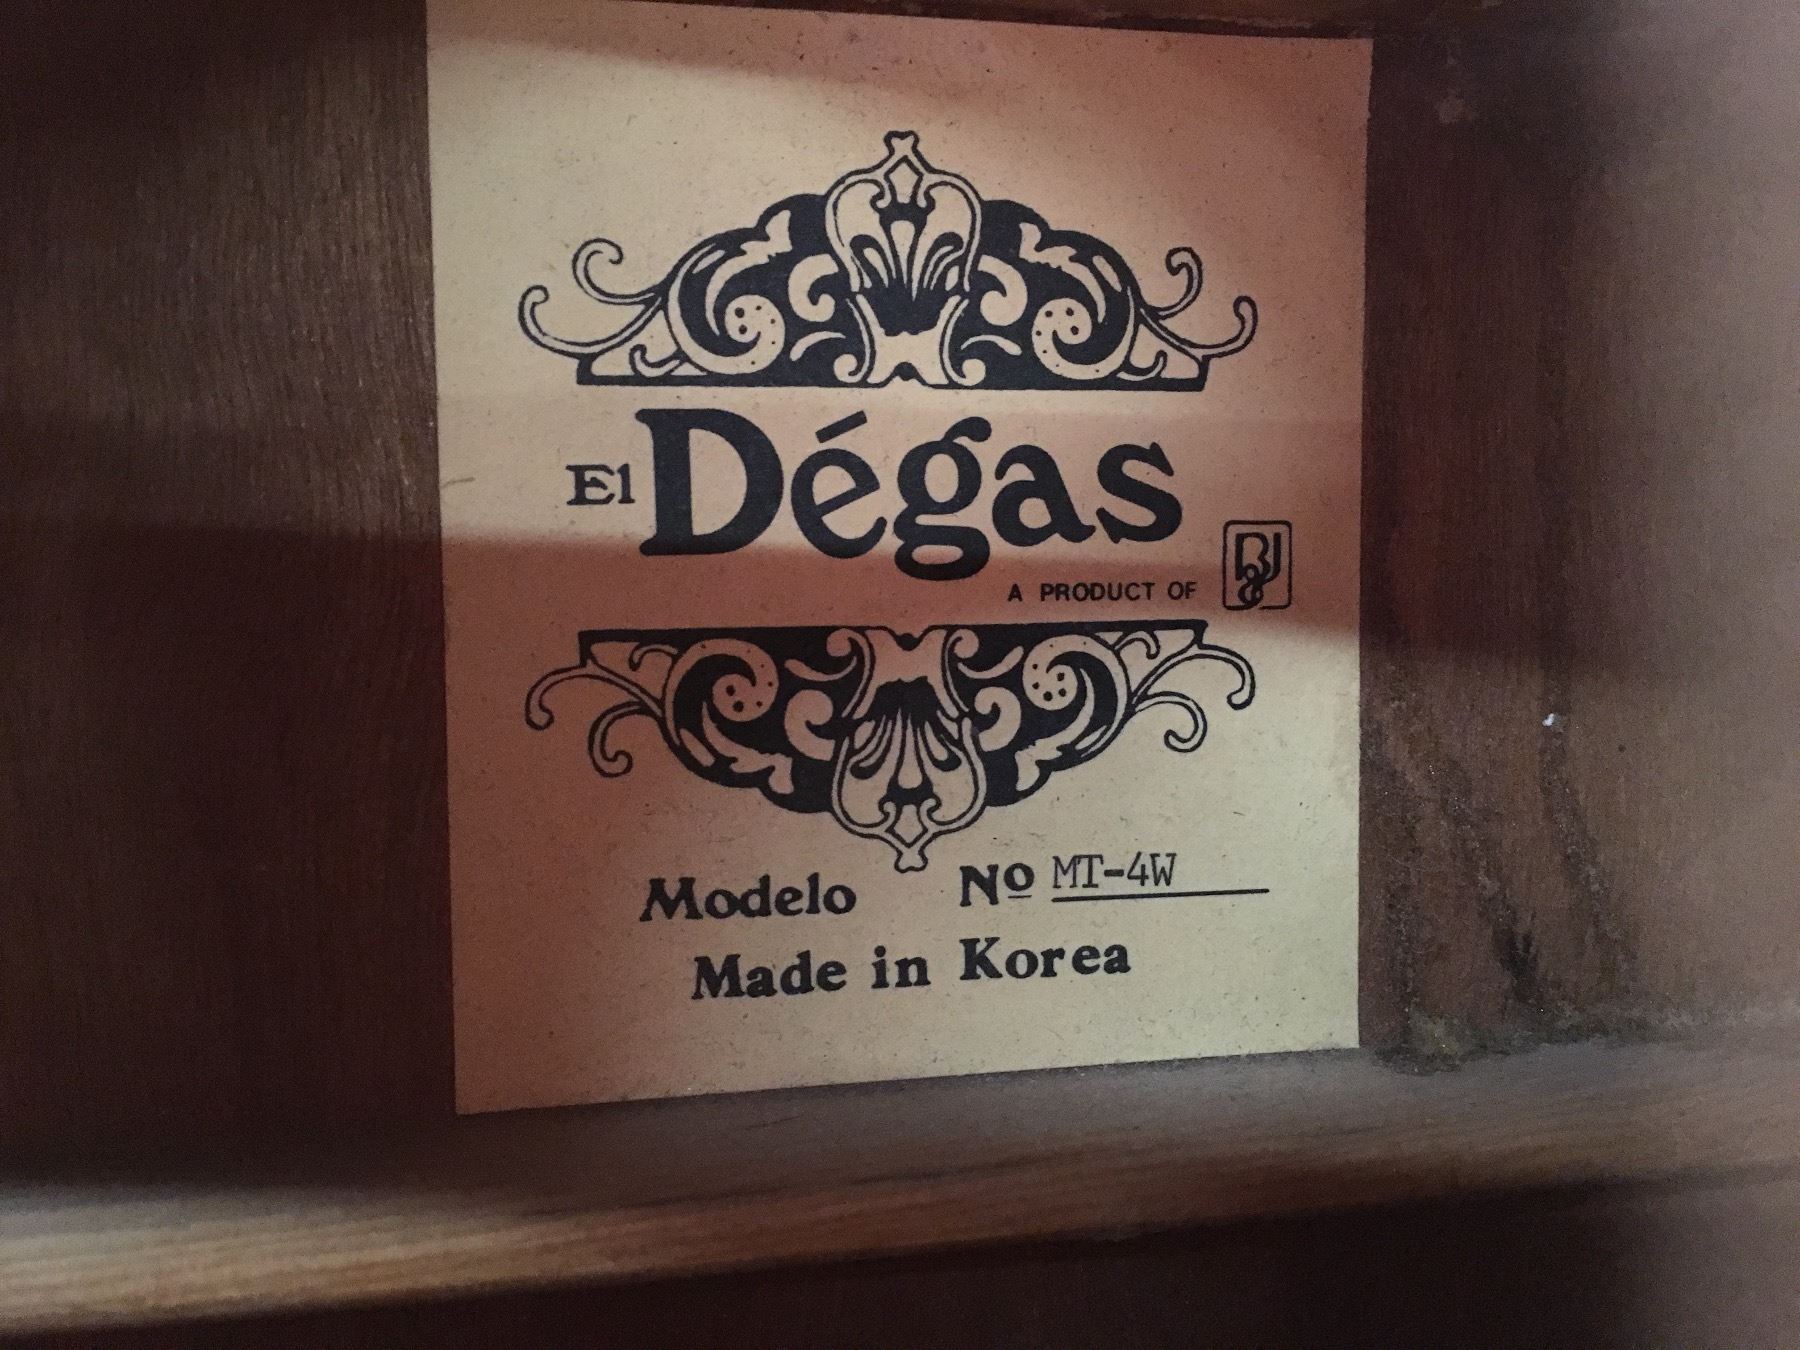 El Dégas
A PRODUCT OF
Modelo No MT-4W
Made in Korea